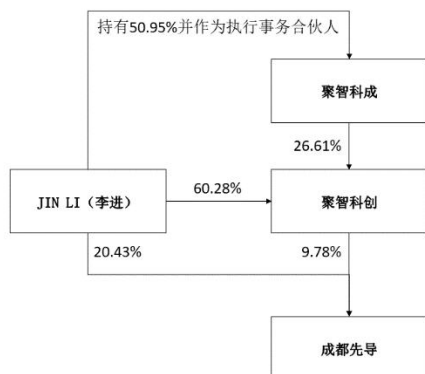 持有50.95%并作为执行事务合伙人
聚智科成
26.61%
60.28%
JIN LI（李进）
聚智科创
20.43%
9.78%
成都先导